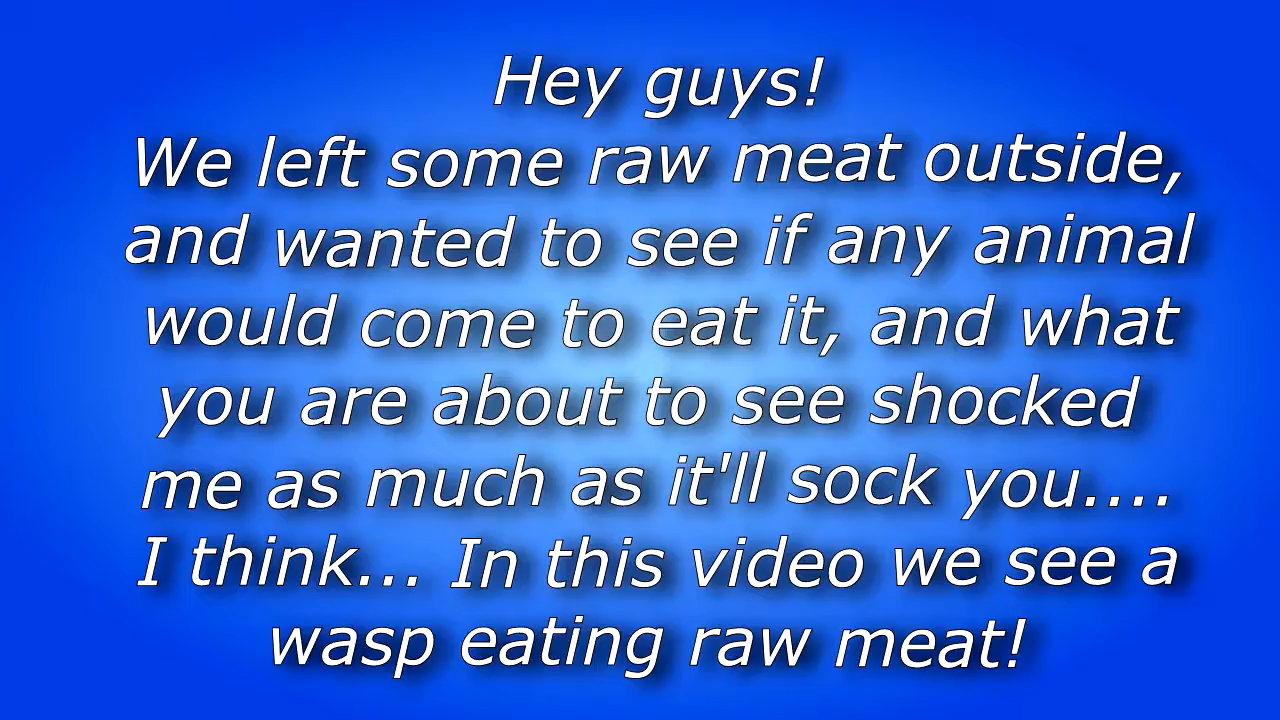 Hey guys!
We left some raw meat outside,
and wanted to see if any animal
would come to eat it, and what
you are about to see shocked
me as much as it'll sock you....
I think... In this video we see a
wasp eating raw meat!